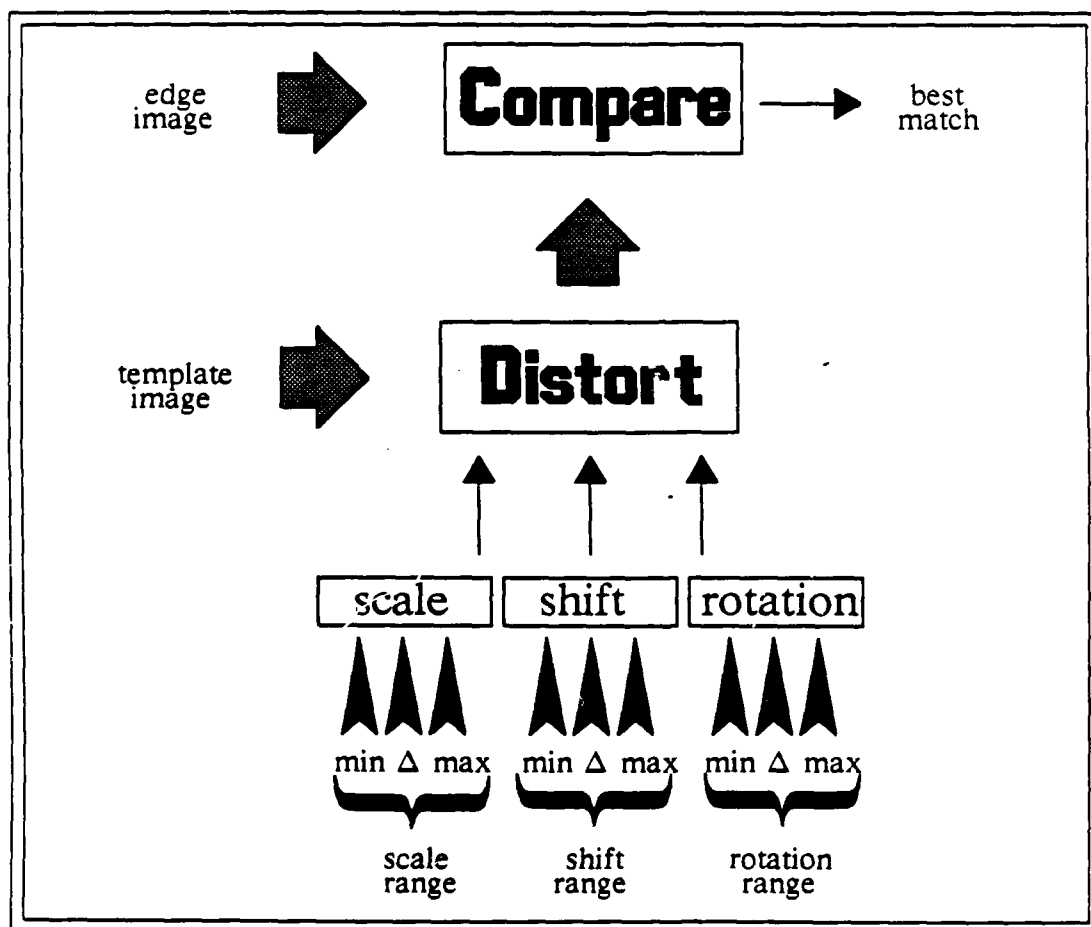 edge
image
Compare
best
match
template
image
Distort
scale
shift
rotation
min Δ max
min Δ max
min Δ max
scale
range
shift
range
rotation
range